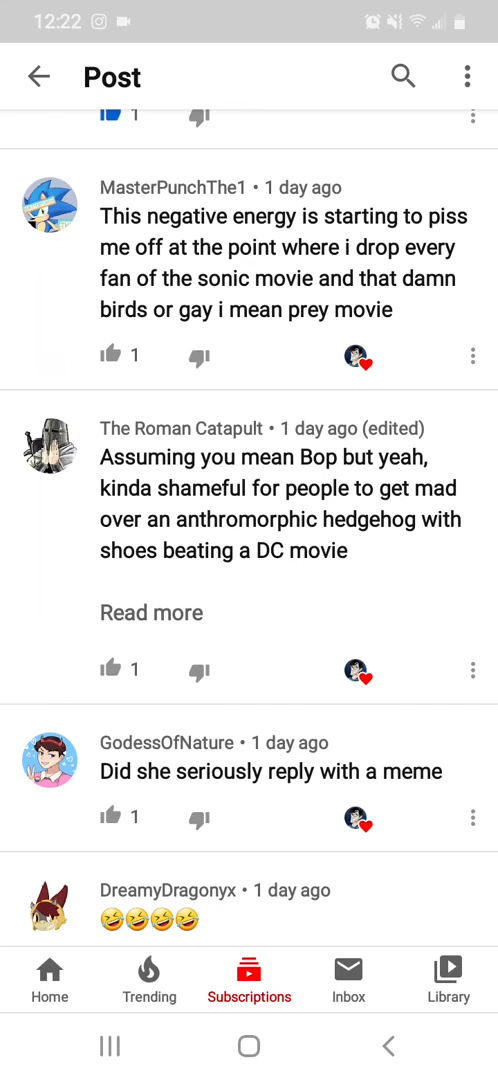 12:22
Post
1
MasterPunchThe1 • 1 day ago
This negative energy is starting to piss
me off at the point where i drop every
fan of the sonic movie and that damn
birds or gay i mean prey movie
1
The Roman Catapult • 1 day ago (edited)
Assuming you mean Bop but yeah,
kinda shameful for people to get mad
over an anthromorphic hedgehog with
shoes beating a DC movie
Read more
1
GodessOfNature • 1 day ago
Did she seriously reply with a meme
1
DreamyDragonyx • 1 day ago
🤣🤣🤣🤣
Home Trending Subscriptions Inbox Library